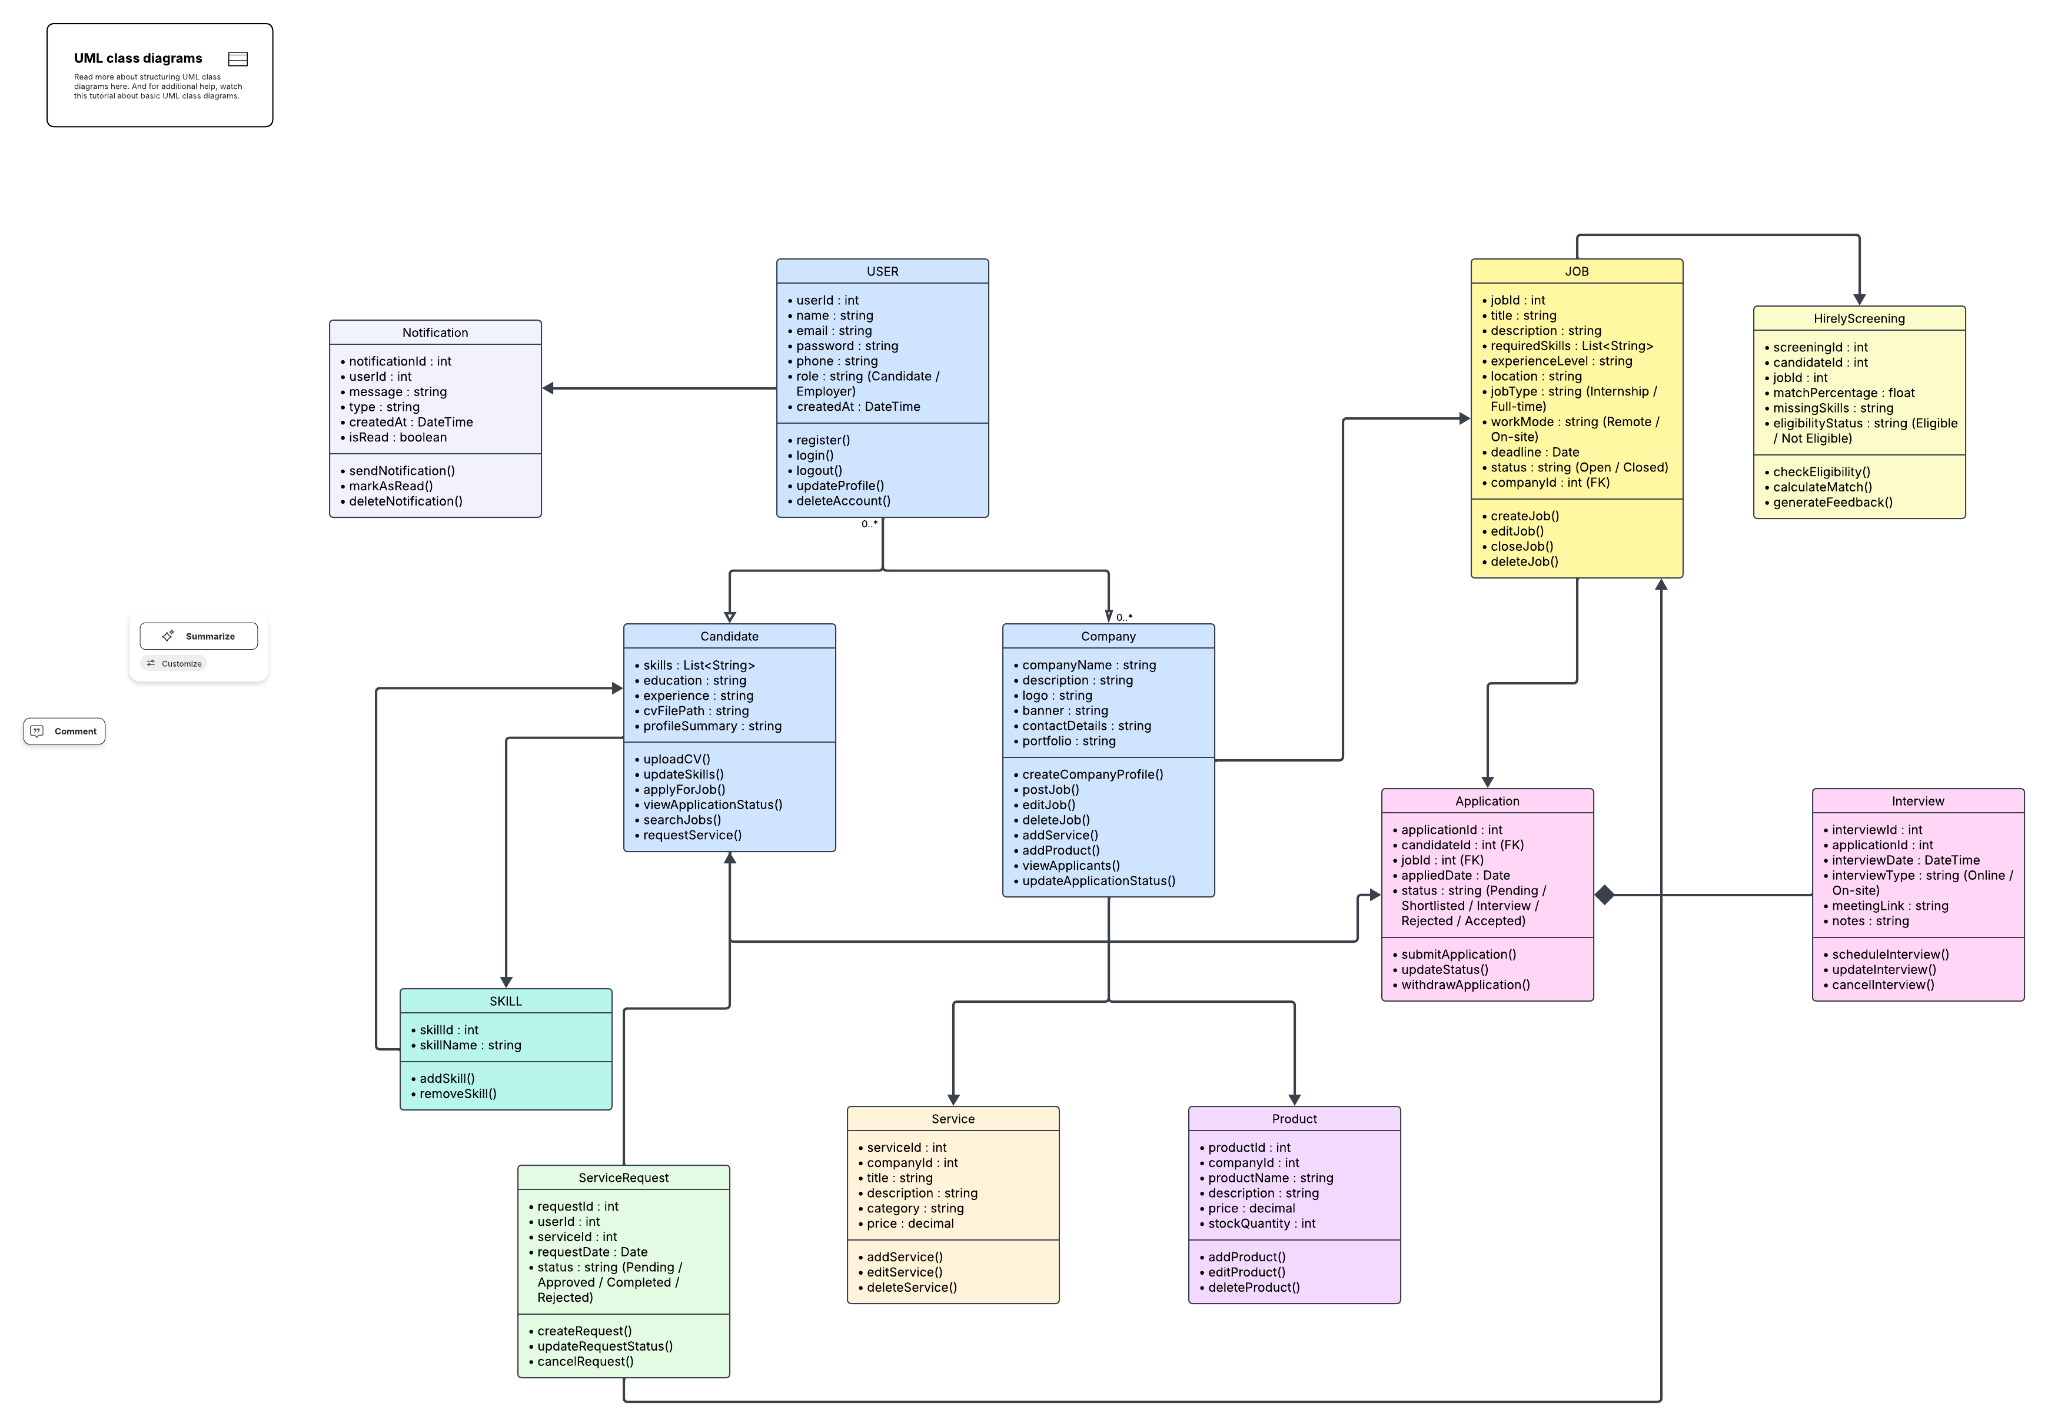 UML class diagrams
Read more about structuring UML class
diagrams here. And for additional help, watch
this tutorial about basic UML class diagrams.
Summarize
Customize
Comment
Notification
• notificationId : int
• userId : int
• message : string
• type : string
• createdAt : DateTime
• isRead : boolean
• sendNotification()
• markAsRead()
• deleteNotification()
USER
• userId : int
• name : string
• email : string
• password : string
• phone : string
• role : string (Candidate /
Employer)
• createdAt : DateTime
• register()
• login()
• logout()
• updateProfile()
• deleteAccount()
0..*
0..*
JOB
• jobId : int
• title : string
• description : string
• requiredSkills : List<String>
• experienceLevel : string
• location : string
• jobType : string (Internship /
Full-time)
• workMode : string (Remote /
On-site)
• deadline : Date
• status : string (Open / Closed)
• companyId : int (FK)
• createJob()
• editJob()
• closeJob()
• deleteJob()
HirelyScreening
• screeningId : int
• candidateId : int
• jobId : int
• matchPercentage : float
• missingSkills : string
• eligibilityStatus : string (Eligible
/ Not Eligible)
• checkEligibility()
• calculateMatch()
• generateFeedback()
Candidate
• skills : List<String>
• education : string
• experience : string
• cvFilePath : string
• profileSummary : string
• uploadCV()
• updateSkills()
• applyForJob()
• viewApplicationStatus()
• searchJobs()
• requestService()
Company
• companyName : string
• description : string
• logo : string
• banner : string
• contactDetails : string
• portfolio : string
• createCompanyProfile()
• postJob()
• editJob()
• deleteJob()
• addService()
• addProduct()
• viewApplicants()
• updateApplicationStatus()
Application
• applicationId : int
• candidateId : int (FK)
• jobId : int (FK)
• appliedDate : Date
• status : string (Pending /
Shortlisted / Interview /
Rejected / Accepted)
• submitApplication()
• updateStatus()
• withdrawApplication()
Interview
• interviewId : int
• applicationId : int
• interviewDate : DateTime
• interviewType : string (Online /
On-site)
• meetingLink : string
• notes : string
• scheduleInterview()
• updateInterview()
• cancelInterview()
SKILL
• skillId : int
• skillName : string
• addSkill()
• removeSkill()
ServiceRequest
• requestId : int
• userId : int
• serviceId : int
• requestDate : Date
• status : string (Pending /
Approved / Completed /
Rejected)
• createRequest()
• updateRequestStatus()
• cancelRequest()
Service
• serviceId : int
• companyId : int
• title : string
• description : string
• category : string
• price : decimal
• addService()
• editService()
• deleteService()
Product
• productId : int
• companyId : int
• productName : string
• description : string
• price : decimal
• stockQuantity : int
• addProduct()
• editProduct()
• deleteProduct()